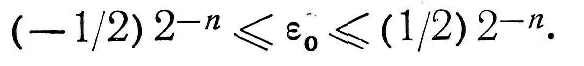 (−1/2) 2⁻ⁿ ⩽ ε₀ ⩽ (1/2) 2⁻ⁿ.